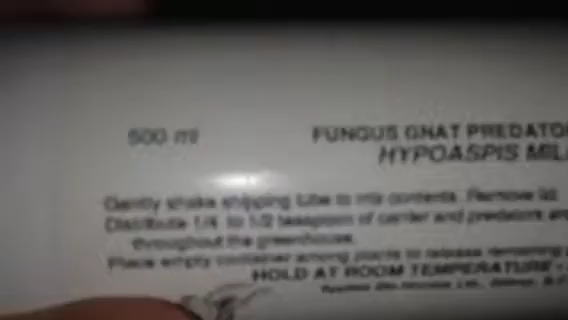 500 ml
FUNGUS GNAT PREDATO
HYPOASPIS MIL
Gently shake shipping tube to mix contents. Remove lid.
Distribute 1/4 to 1/2 teaspoon of carrier and predators
throughout the greenhouse.
Place empty container among plants to release remaining
HOLD AT ROOM TEMPERATURE -